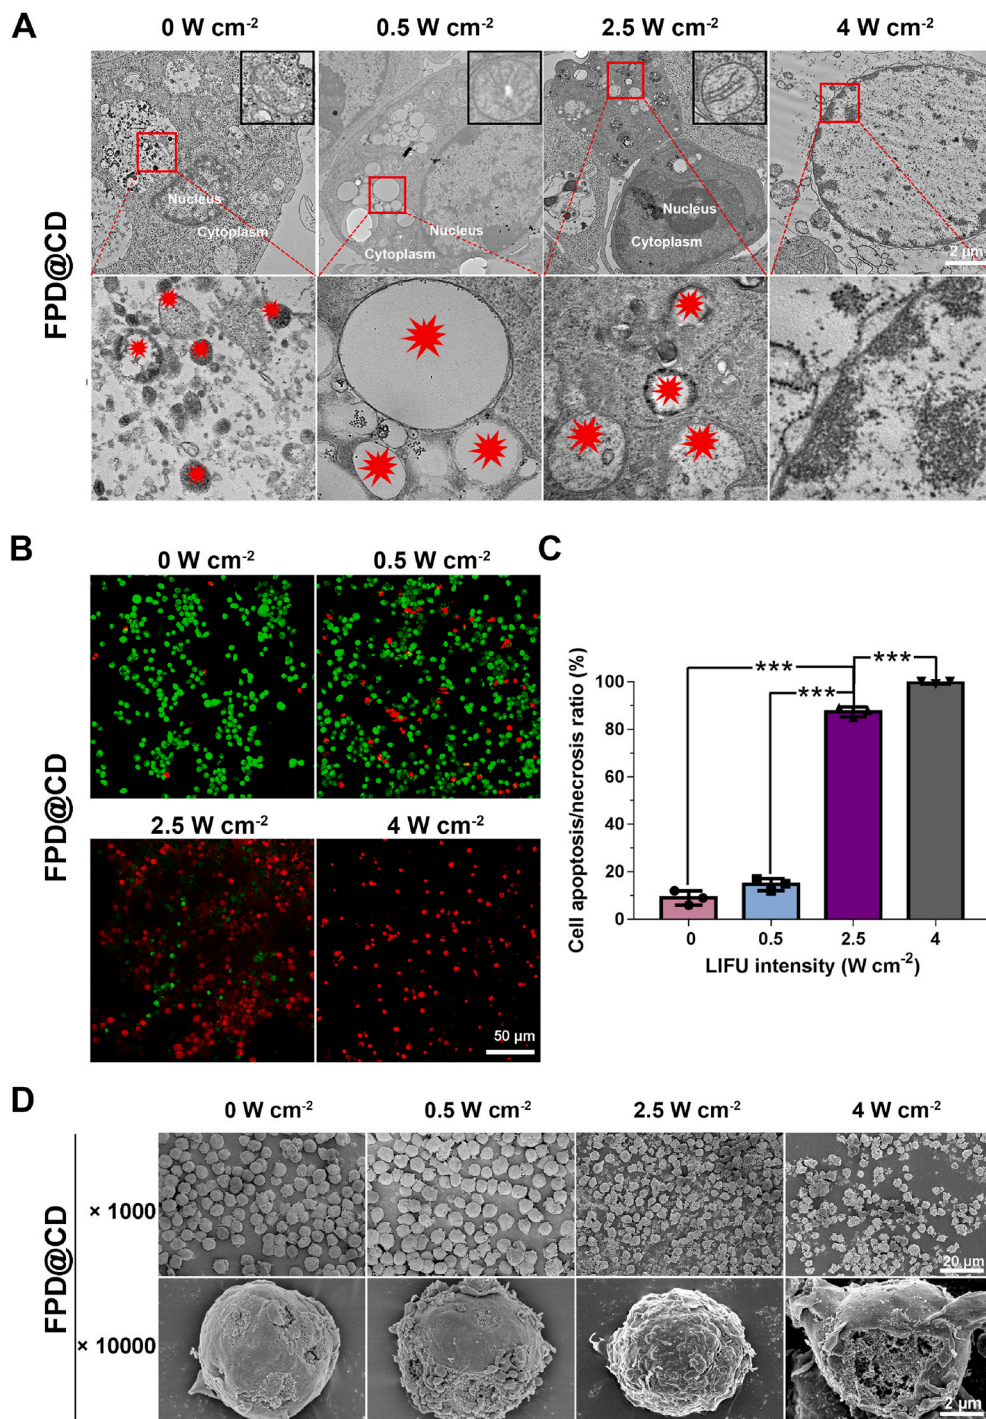 A
0 W cm⁻²
0.5 W cm⁻²
2.5 W cm⁻²
4 W cm⁻²
FPD@CD
Nucleus
Cytoplasm
Nucleus
Cytoplasm
Nucleus
Cytoplasm
2 μm
B
0 W cm⁻²
0.5 W cm⁻²
FPD@CD
2.5 W cm⁻²
4 W cm⁻²
50 μm
C
Cell apoptosis/necrosis ratio (%)
100
80
60
40
20
0
***
***
***
0
0.5
2.5
4
LIFU intensity (W cm⁻²)
D
0 W cm⁻²
0.5 W cm⁻²
2.5 W cm⁻²
4 W cm⁻²
FPD@CD
× 1000
20 μm
× 10000
2 μm